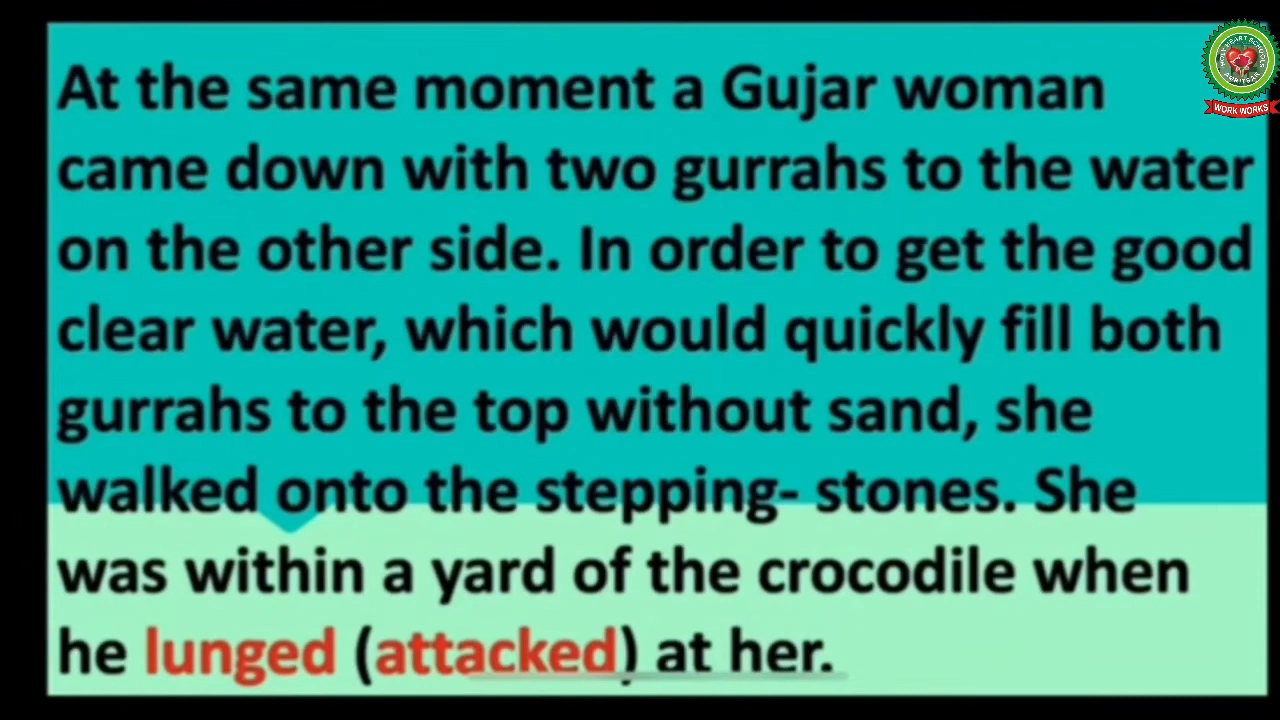 At the same moment a Gujar woman
came down with two gurrahs to the water
on the other side. In order to get the good
clear water, which would quickly fill both
gurrahs to the top without sand, she
walked onto the stepping- stones. She
was within a yard of the crocodile when
he lunged (attacked) at her.
WORK WORKS